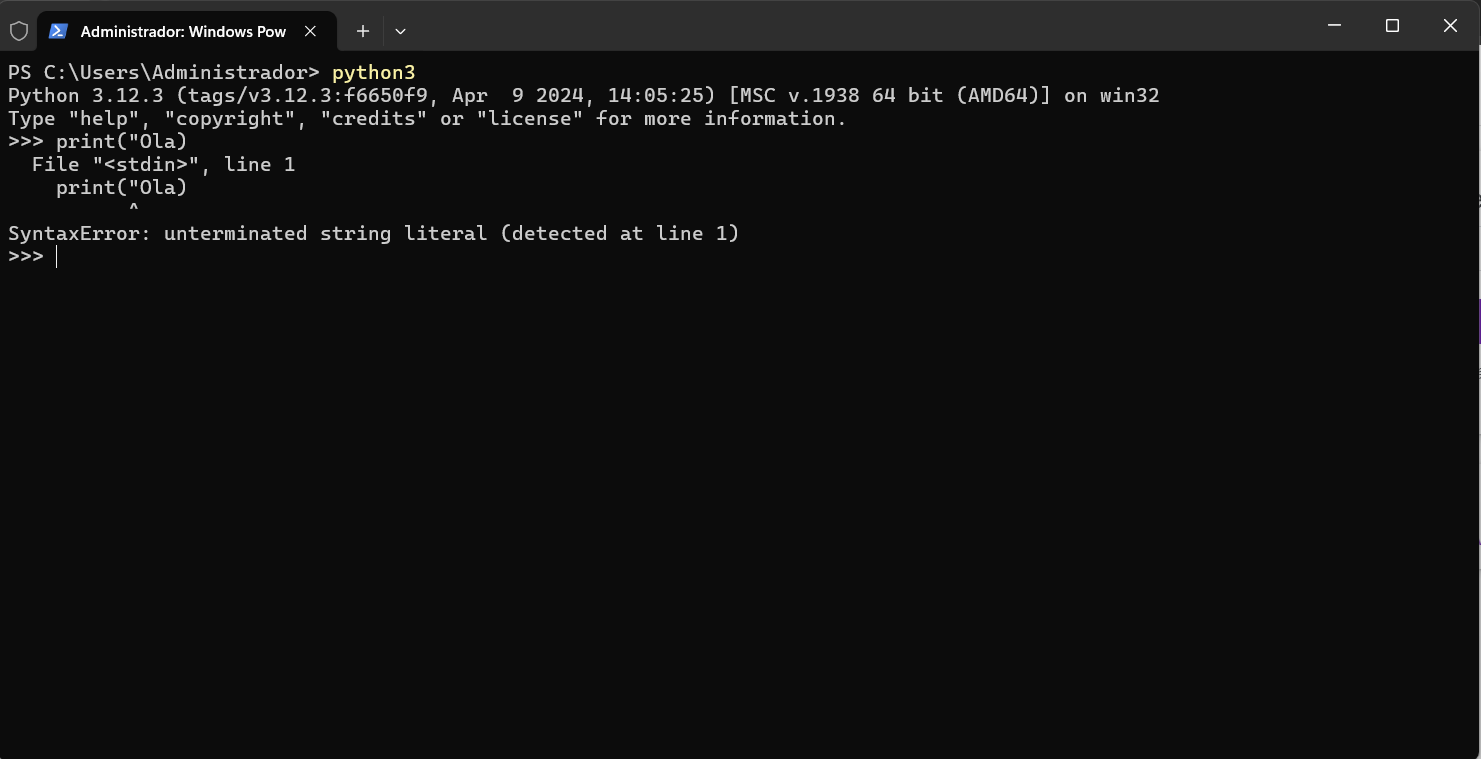 Administrador: Windows Pow
PS C:\Users\Administrador> python3
Python 3.12.3 (tags/v3.12.3:f6650f9, Apr  9 2024, 14:05:25) [MSC v.1938 64 bit (AMD64)] on win32
Type "help", "copyright", "credits" or "license" for more information.
>>> print("Ola)
  File "<stdin>", line 1
    print("Ola)
          ^
SyntaxError: unterminated string literal (detected at line 1)
>>>